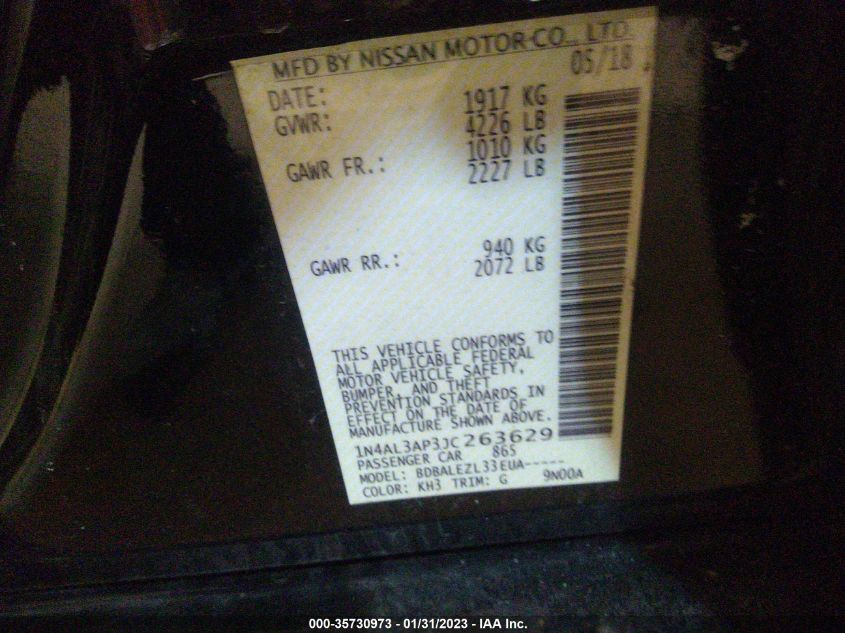 MFD BY NISSAN MOTOR CO., LTD.
DATE: 05/18
GVWR: 1917 KG
4226 LB
GAWR FR.: 1010 KG
2227 LB
GAWR RR.: 940 KG
2072 LB
THIS VEHICLE CONFORMS TO
ALL APPLICABLE FEDERAL
MOTOR VEHICLE SAFETY,
BUMPER, AND THEFT
PREVENTION STANDARDS IN
EFFECT ON THE DATE OF
MANUFACTURE SHOWN ABOVE.
1N4AL3AP3JC263629
PASSENGER CAR 865
MODEL: BDBALEZL33EUA-----
COLOR: KH3 TRIM: G 9N00A
000-35730973 - 01/31/2023 - IAA Inc.